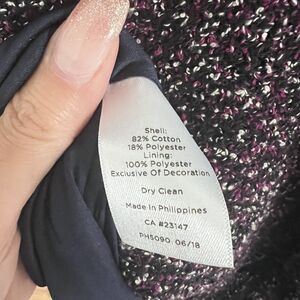 Shell:
82% Cotton
18% Polyester
Lining:
100% Polyester
Exclusive Of Decoration
Dry Clean
Made in Philippines
CA #23147
PH5090 06/18